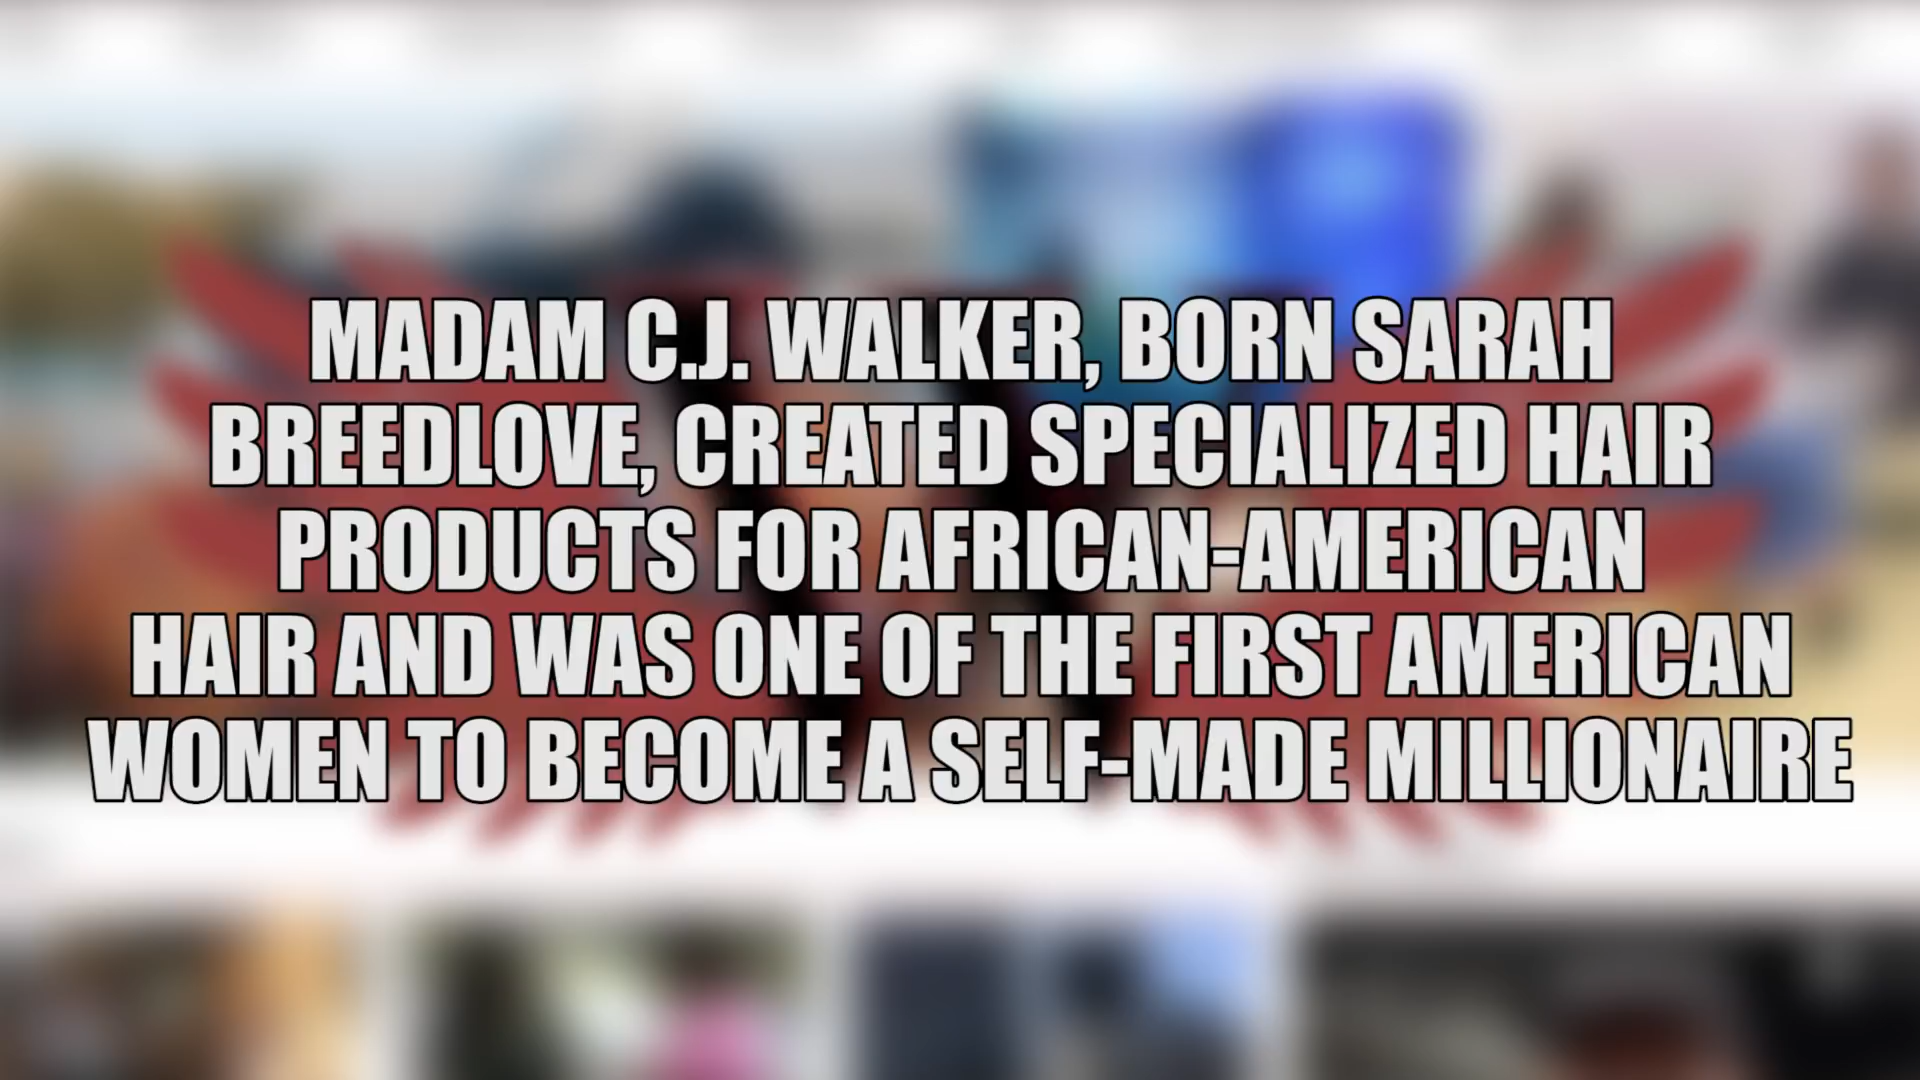 MADAM C.J. WALKER, BORN SARAH
BREEDLOVE, CREATED SPECIALIZED HAIR
PRODUCTS FOR AFRICAN-AMERICAN
HAIR AND WAS ONE OF THE FIRST AMERICAN
WOMEN TO BECOME A SELF-MADE MILLIONAIRE